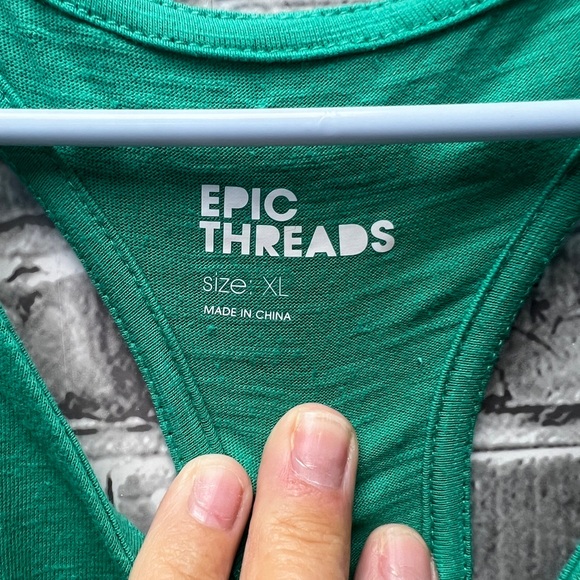 EPIC
THREADS
size: XL
MADE IN CHINA